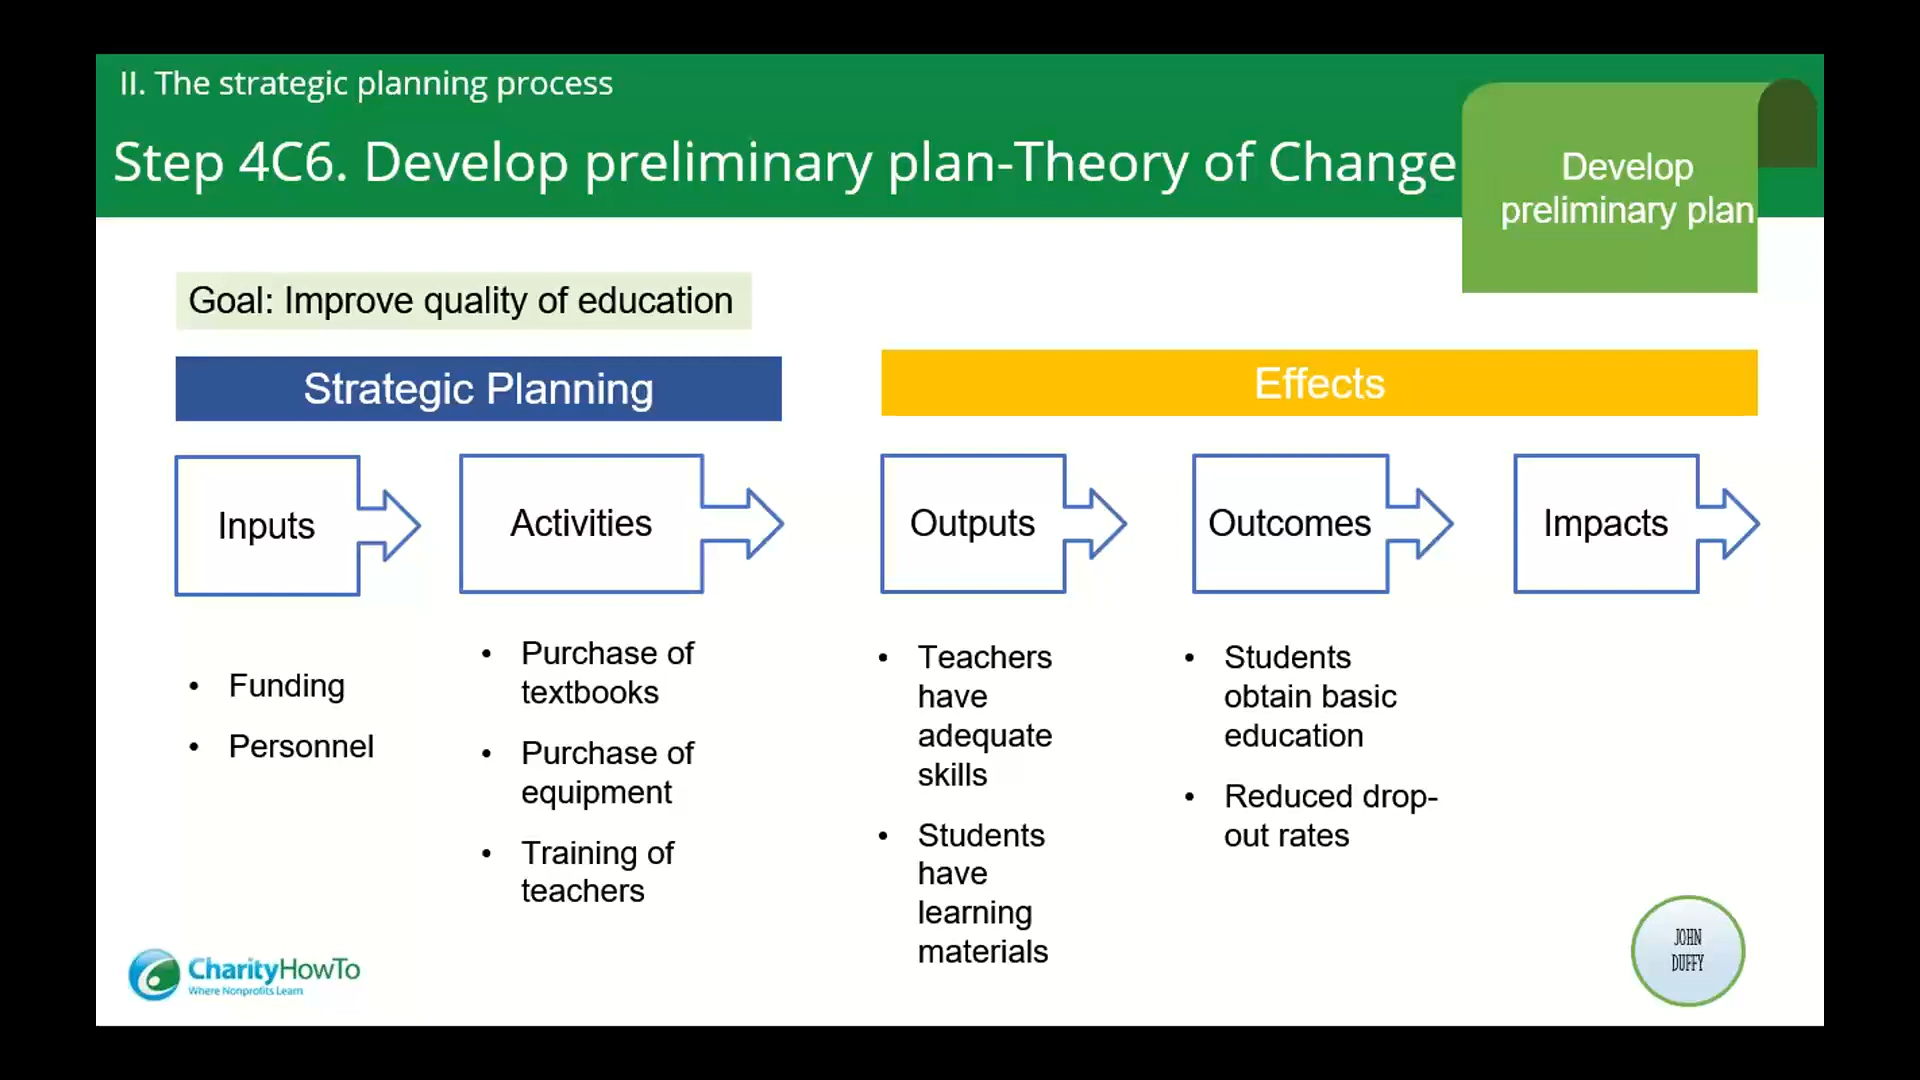 II. The strategic planning process
Step 4C6. Develop preliminary plan-Theory of Change
Develop
preliminary plan
Goal: Improve quality of education
Strategic Planning
Effects
Inputs
Activities
Outputs
Outcomes
Impacts
• Funding
• Personnel
• Purchase of
textbooks
• Purchase of
equipment
• Training of
teachers
• Teachers
have
adequate
skills
• Students
have
learning
materials
• Students
obtain basic
education
• Reduced drop-
out rates
CharityHowTo
Where Nonprofits Learn
JOHN
DUFFY